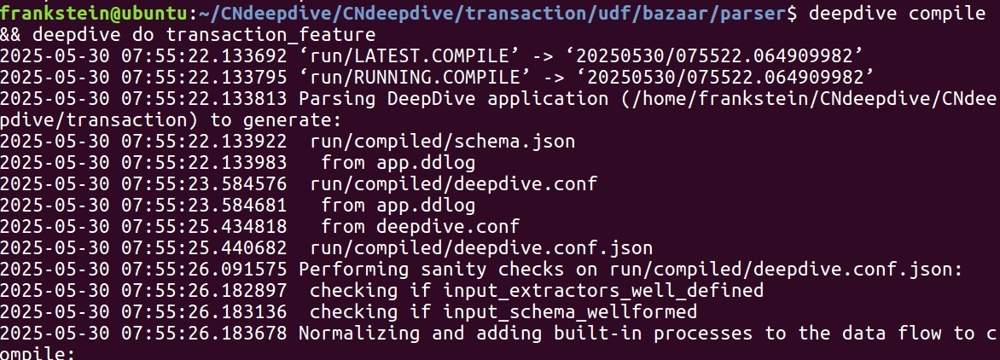 frankstein@ubuntu:~/CNdeepdive/CNdeepdive/transaction/udf/bazaar/parser$ deepdive compile
&& deepdive do transaction_feature
2025-05-30 07:55:22.133692 ‘run/LATEST.COMPILE’ -> ‘20250530/075522.064909982’
2025-05-30 07:55:22.133795 ‘run/RUNNING.COMPILE’ -> ‘20250530/075522.064909982’
2025-05-30 07:55:22.133813 Parsing DeepDive application (/home/frankstein/CNdeepdive/CNdee
pdive/transaction) to generate:
2025-05-30 07:55:22.133922  run/compiled/schema.json
2025-05-30 07:55:22.133983   from app.ddlog
2025-05-30 07:55:23.584576  run/compiled/deepdive.conf
2025-05-30 07:55:23.584681   from app.ddlog
2025-05-30 07:55:25.434818   from deepdive.conf
2025-05-30 07:55:25.440682  run/compiled/deepdive.conf.json
2025-05-30 07:55:26.091575 Performing sanity checks on run/compiled/deepdive.conf.json:
2025-05-30 07:55:26.182897  checking if input_extractors_well_defined
2025-05-30 07:55:26.183136  checking if input_schema_wellformed
2025-05-30 07:55:26.183678 Normalizing and adding built-in processes to the data flow to c
ompile: